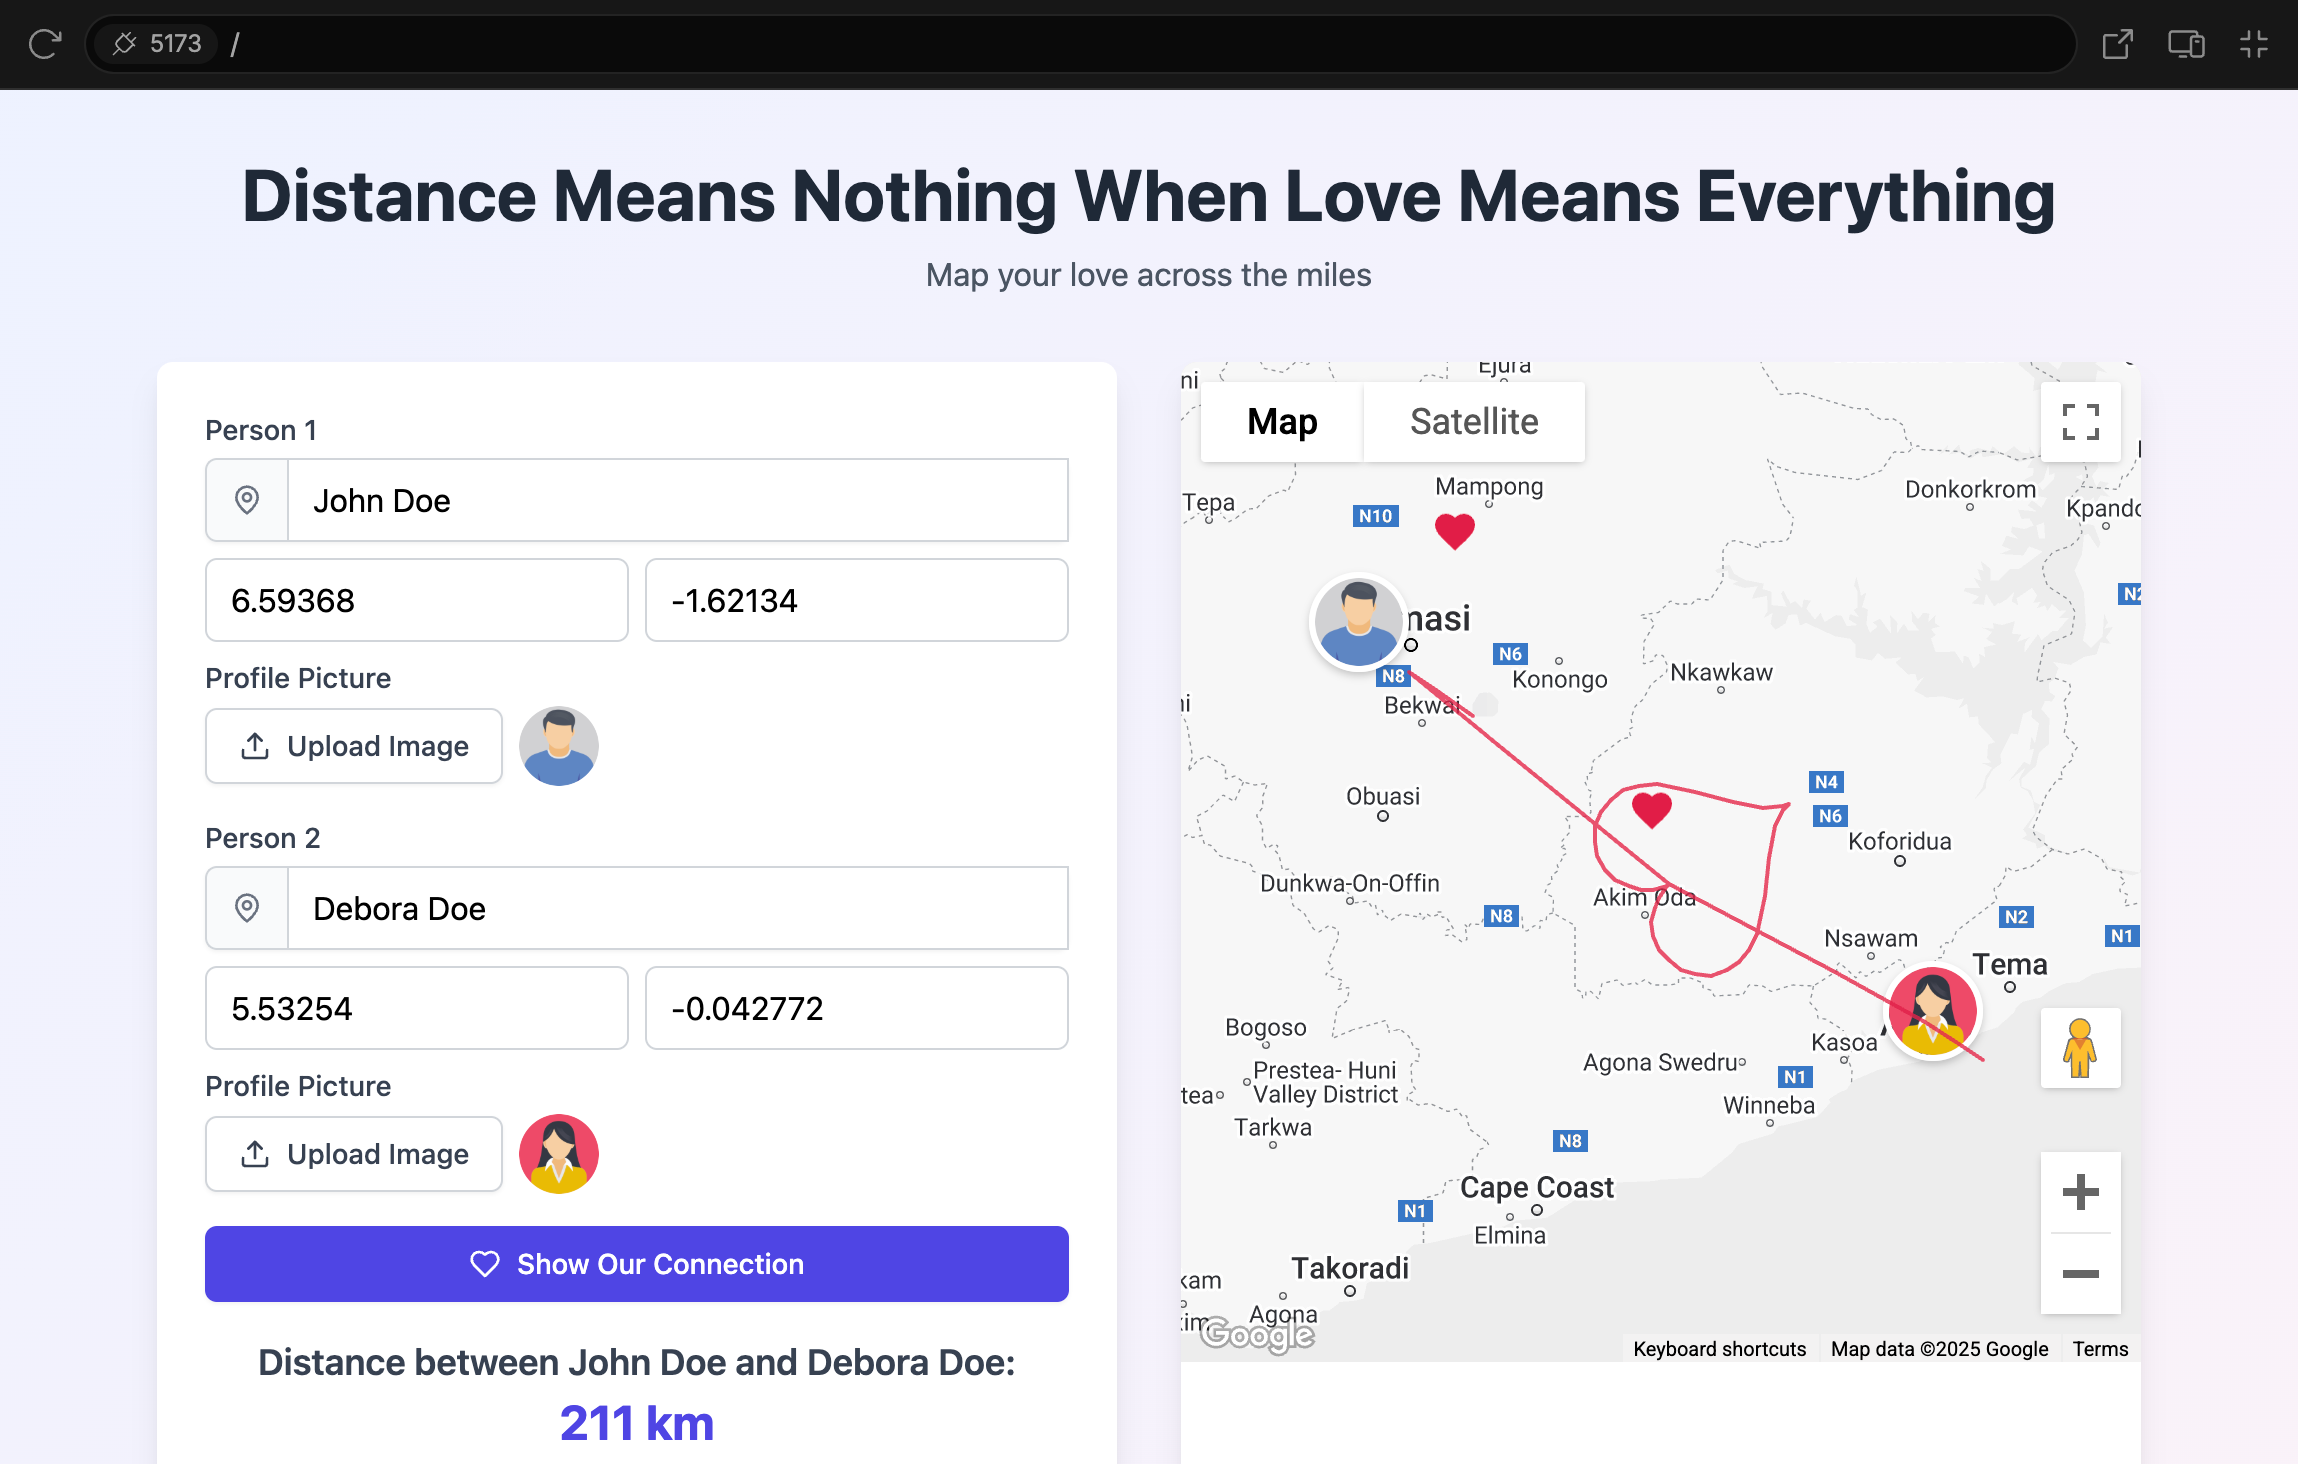 5173 /
Distance Means Nothing When Love Means Everything
Map your love across the miles
Person 1
John Doe
6.59368
-1.62134
Profile Picture
Upload Image
Person 2
Debora Doe
5.53254
-0.042772
Profile Picture
Upload Image
Show Our Connection
Distance between John Doe and Debora Doe:
211 km
Ejura
Map
Satellite
Mampong
Donkorkrom
Tepa
N10
Kpando
N6
Konongo
Nkawkaw
N8
Bekwai
N4
Obuasi
N6
Koforidua
Dunkwa-On-Offin
Akim Oda
N8
N2
N1
Nsawam
Tema
Bogoso
Kasoa
Agona Swedru
Prestea- Huni
Valley District
N1
Winneba
Tarkwa
N8
Cape Coast
N1
Elmina
Takoradi
Agona
Google
Keyboard shortcuts
Map data ©2025 Google
Terms